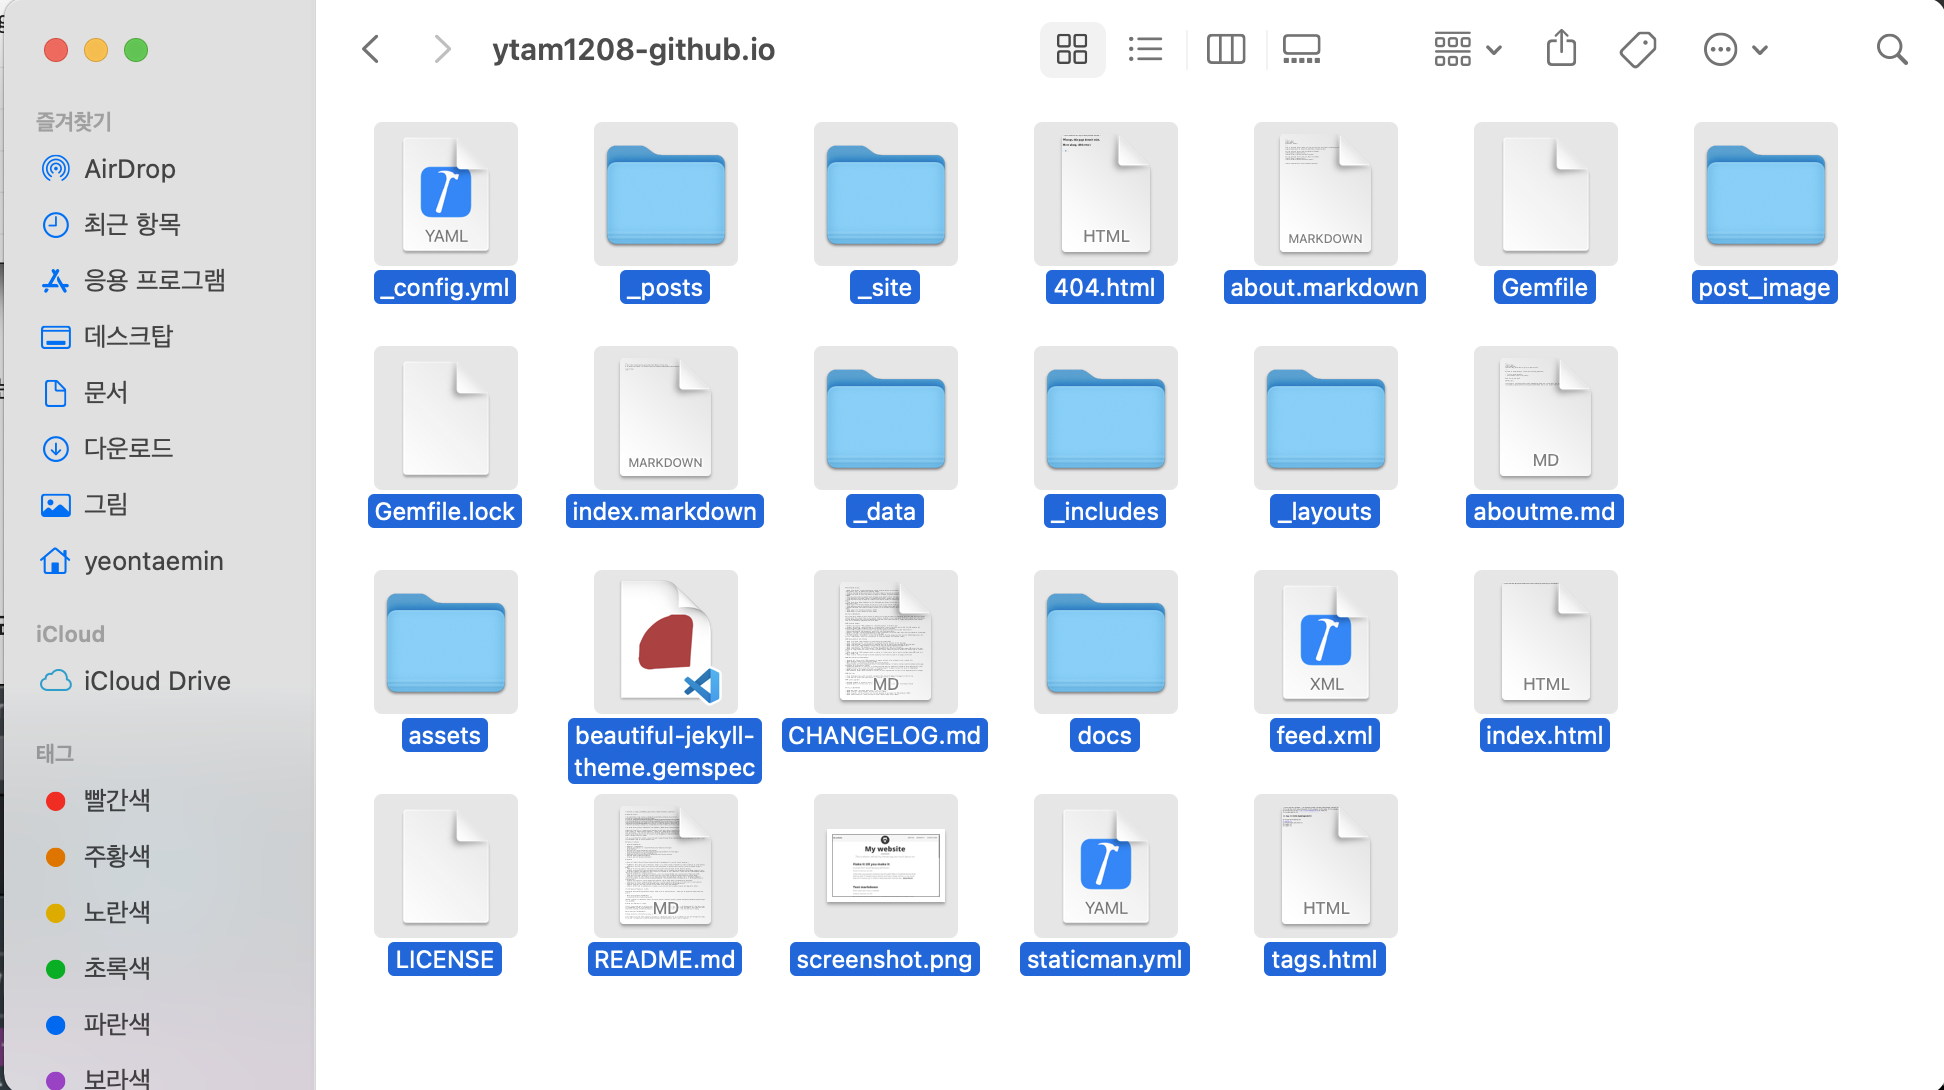 ytam1208-github.io
즐겨찾기
AirDrop
최근 항목
응용 프로그램
데스크탑
문서
다운로드
그림
yeontaemin
iCloud
iCloud Drive
태그
빨간색
주황색
노란색
초록색
파란색
보라색
YAML
HTML
MARKDOWN
_config.yml
_posts
_site
404.html
about.markdown
Gemfile
post_image
MARKDOWN
MD
Gemfile.lock
index.markdown
_data
_includes
_layouts
aboutme.md
MD
XML
HTML
assets
beautiful-jekyll-
theme.gemspec
CHANGELOG.md
docs
feed.xml
index.html
MD
My website
YAML
HTML
LICENSE
README.md
screenshot.png
staticman.yml
tags.html